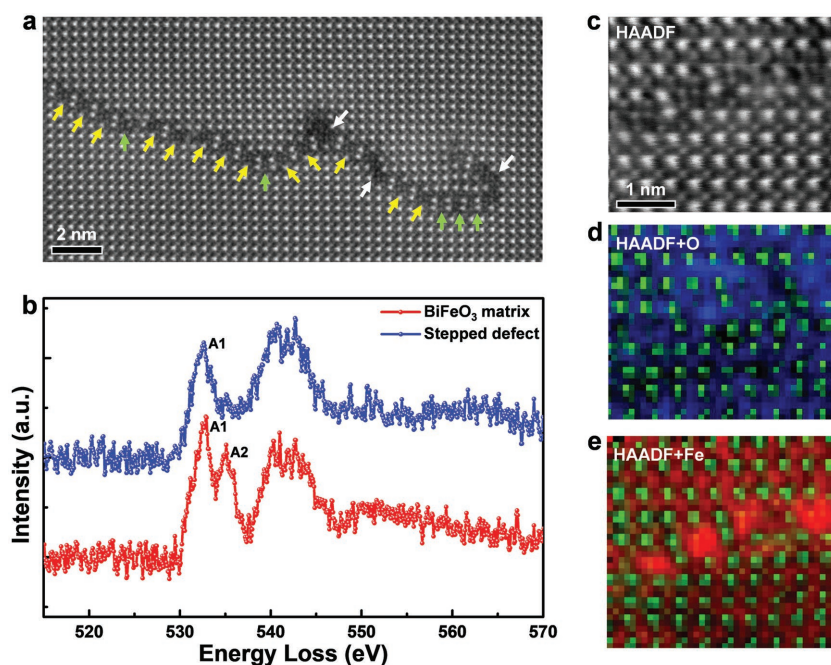 a
2 nm
b
BiFeO₃ matrix
Stepped defect
A1
A1
A2
Intensity (a.u.)
520 530 540 550 560 570
Energy Loss (eV)
c
HAADF
1 nm
d
HAADF+O
e
HAADF+Fe